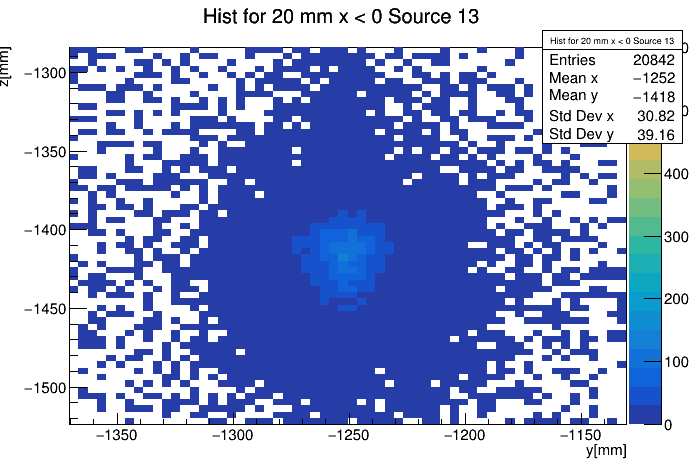 Hist for 20 mm x < 0 Source 13
z[mm]
Hist for 20 mm x < 0 Source 13
Entries 20842
Mean x −1252
Mean y −1418
Std Dev x 30.82
Std Dev y 39.16
−1300
−1350
−1400
−1450
−1500
−1350
−1300
−1250
−1200
−1150
y[mm]
400
300
200
100
0